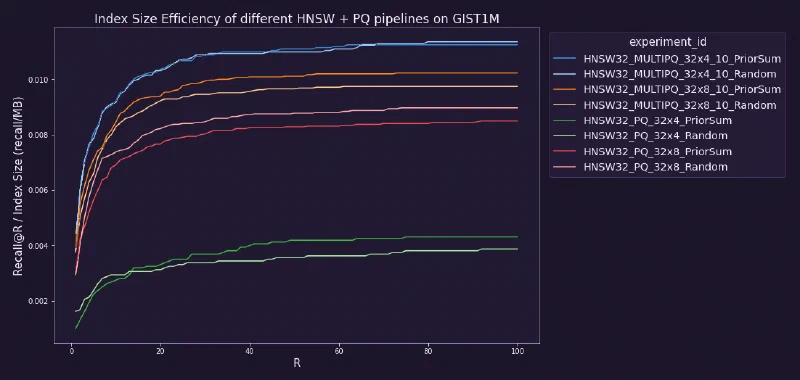 Index Size Efficiency of different HNSW + PQ pipelines on GIST1M
Recall@R / Index Size (recall/MB)
0.010
0.008
0.006
0.004
0.002
0
20
40
60
80
100
R
experiment_id
HNSW32_MULTIPQ_32x4_10_PriorSum
HNSW32_MULTIPQ_32x4_10_Random
HNSW32_MULTIPQ_32x8_10_PriorSum
HNSW32_MULTIPQ_32x8_10_Random
HNSW32_PQ_32x4_PriorSum
HNSW32_PQ_32x4_Random
HNSW32_PQ_32x8_PriorSum
HNSW32_PQ_32x8_Random